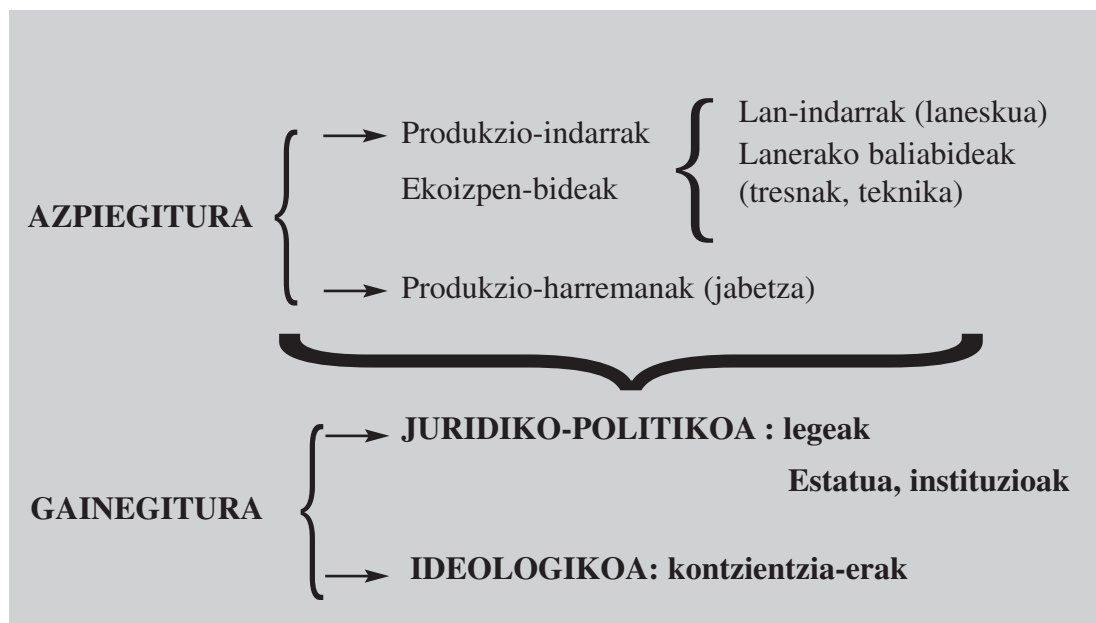 Produkzio-indarrak
Ekoizpen-bideak
Lan-indarrak (laneskua)
Lanerako baliabideak
(tresnak, teknika)
AZPIEGITURA
Produkzio-harremanak (jabetza)
JURIDIKO-POLITIKOA : legeak
Estatua, instituzioak
GAINEGITURA
IDEOLOGIKOA: kontzientzia-erak